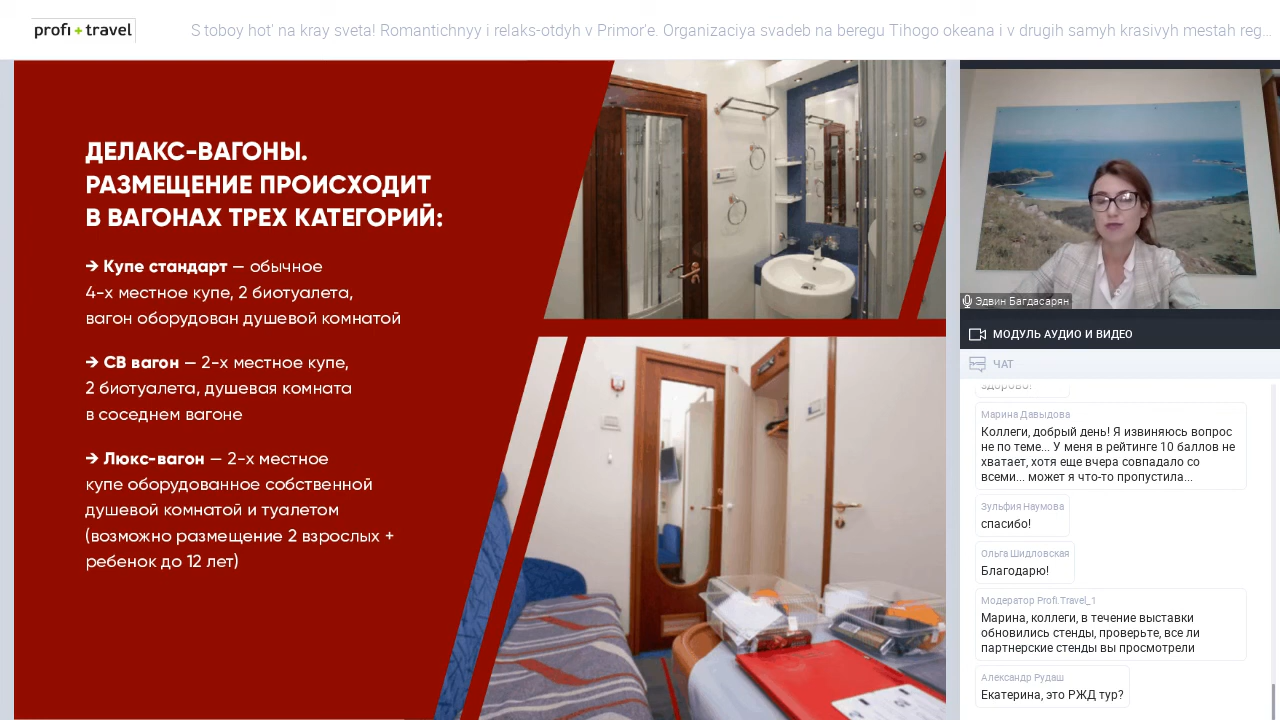 profi + travel
S toboy hot' na kray sveta! Romantichnyy i relaks-otdyh v Primor'e. Organizaciya svadeb na beregu Tihogo okeana i v drugih samyh krasivyh mestah reg...
ДЕЛАКС-ВАГОНЫ.
РАЗМЕЩЕНИЕ ПРОИСХОДИТ
В ВАГОНАХ ТРЕХ КАТЕГОРИЙ:
→ Купе стандарт — обычное
4-х местное купе, 2 биотуалета,
вагон оборудован душевой комнатой
→ СВ вагон — 2-х местное купе,
2 биотуалета, душевая комната
в соседнем вагоне
→ Люкс-вагон — 2-х местное
купе оборудованное собственной
душевой комнатой и туалетом
(возможно размещение 2 взрослых +
ребенок до 12 лет)
Эдвин Багдасарян
МОДУЛЬ АУДИО И ВИДЕО
ЧАТ
здорово!
Марина Давыдова
Коллеги, добрый день! Я извиняюсь вопрос
не по теме... У меня в рейтинге 10 баллов не
хватает, хотя еще вчера совпадало со
всеми... может я что-то пропустила...
Зульфия Наумова
спасибо!
Ольга Шидловская
Благодарю!
Модератор Profi.Travel_1
Марина, коллеги, в течение выставки
обновились стенды, проверьте, все ли
партнерские стенды вы просмотрели
Александр Рудаш
Екатерина, это РЖД тур?